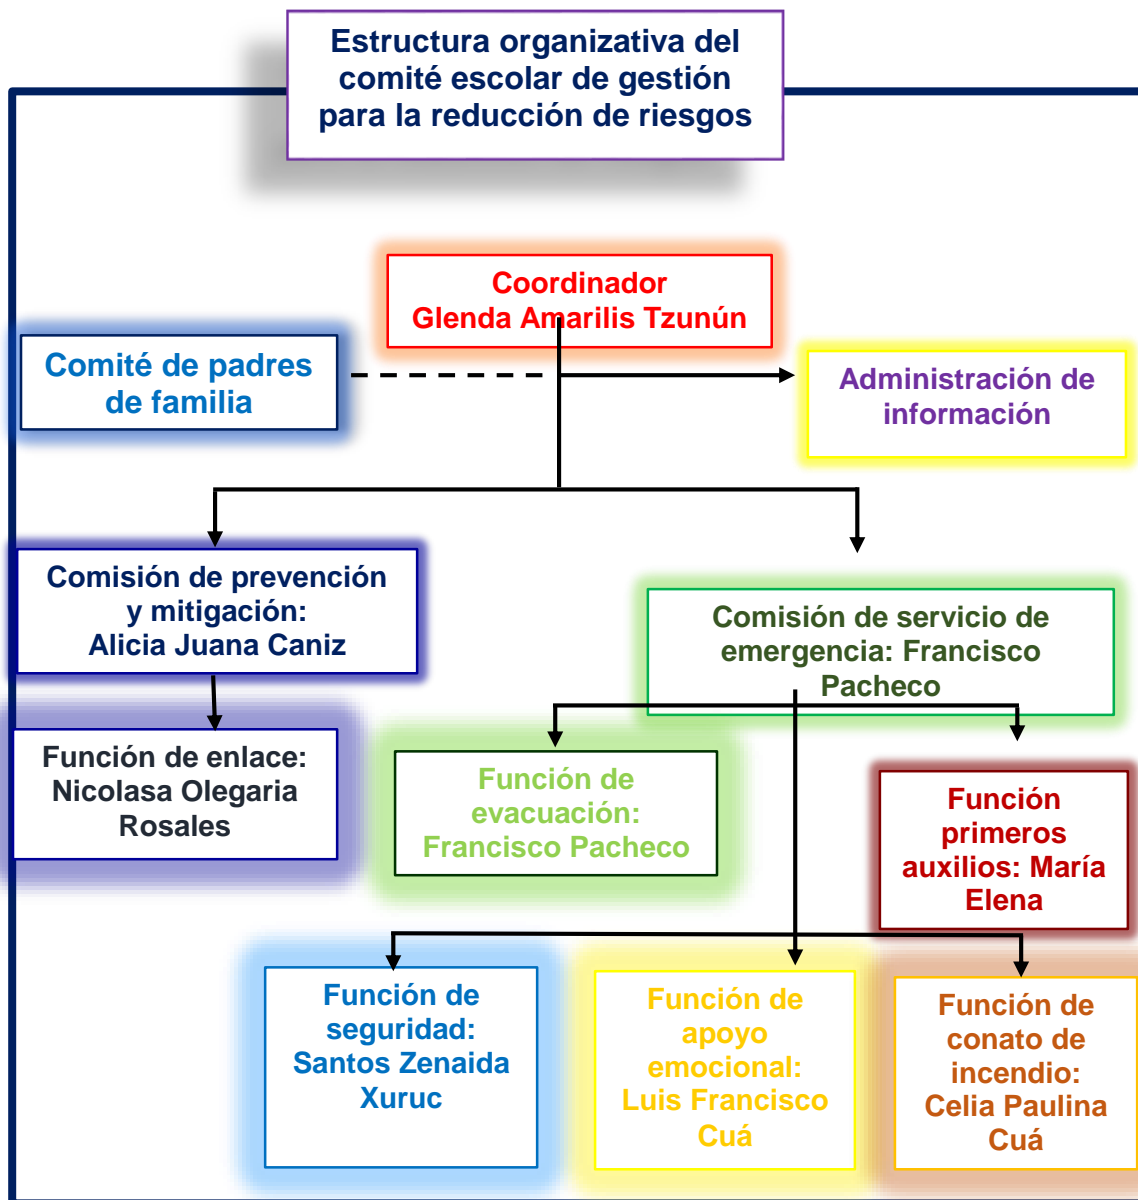 Estructura organizativa del
comité escolar de gestión
para la reducción de riesgos
Coordinador
Glenda Amarilis Tzunún
Comité de padres
de familia
Administración de
información
Comisión de prevención
y mitigación:
Alicia Juana Caniz
Comisión de servicio de
emergencia: Francisco
Pacheco
Función de enlace:
Nicolasa Olegaria
Rosales
Función de
evacuación:
Francisco Pacheco
Función
primeros
auxilios: María
Elena
Función de
seguridad:
Santos Zenaida
Xuruc
Función de
apoyo
emocional:
Luis Francisco
Cuá
Función de
conato de
incendio:
Celia Paulina
Cuá